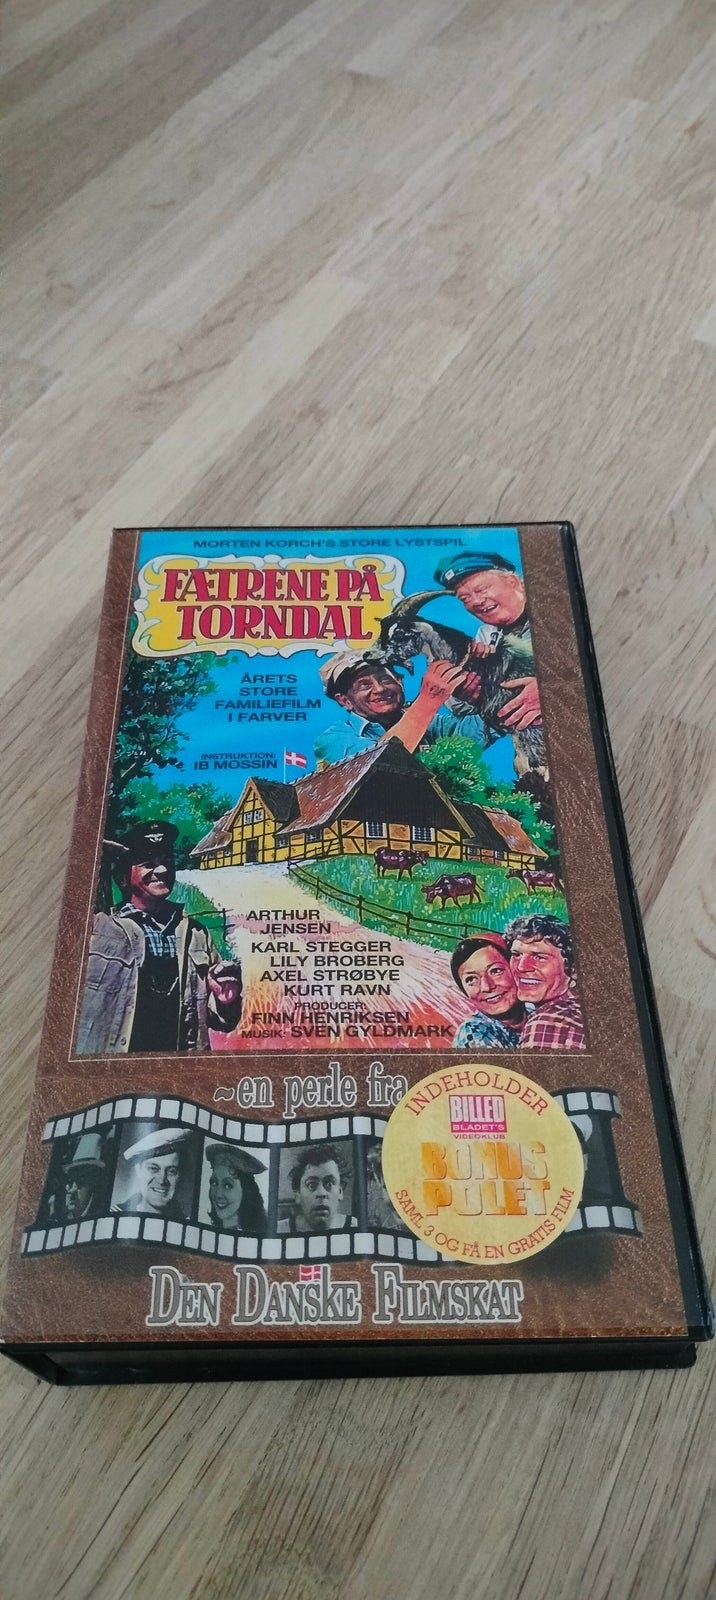 MORTEN KORCH'S STORE LYSTSPIL
FÆTRENE PÅ
TORNDAL
ÅRETS
STORE
FAMILIEFILM
I FARVER
INSTRUKTION:
IB MOSSIN
ARTHUR
JENSEN
KARL STEGGER
LILY BROBERG
AXEL STRØBYE
KURT RAVN
PRODUCER:
FINN HENRIKSEN
MUSIK: SVEN GYLDMARK
~en perle fra
INDEHOLDER
BILLED
BLADET'S
VIDEOKLUB
BONUS
POLET
SAML 3 OG FÅ EN GRATIS FILM
DEN DANSKE FILMSKAT